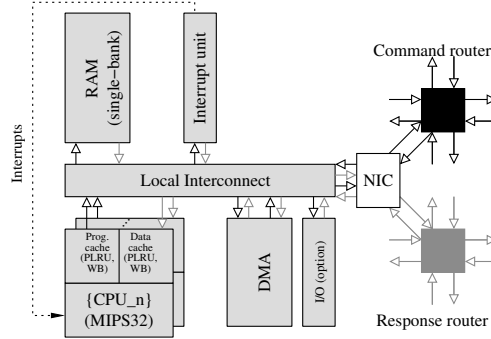 RAM
(single-bank)
Interrupt unit
Command router
Interrupts
Local Interconnect
NIC
Prog.
cache
(PLRU,
WB)
Data
cache
(PLRU,
WB)
{CPU_n}
(MIPS32)
DMA
I/O (option)
Response router